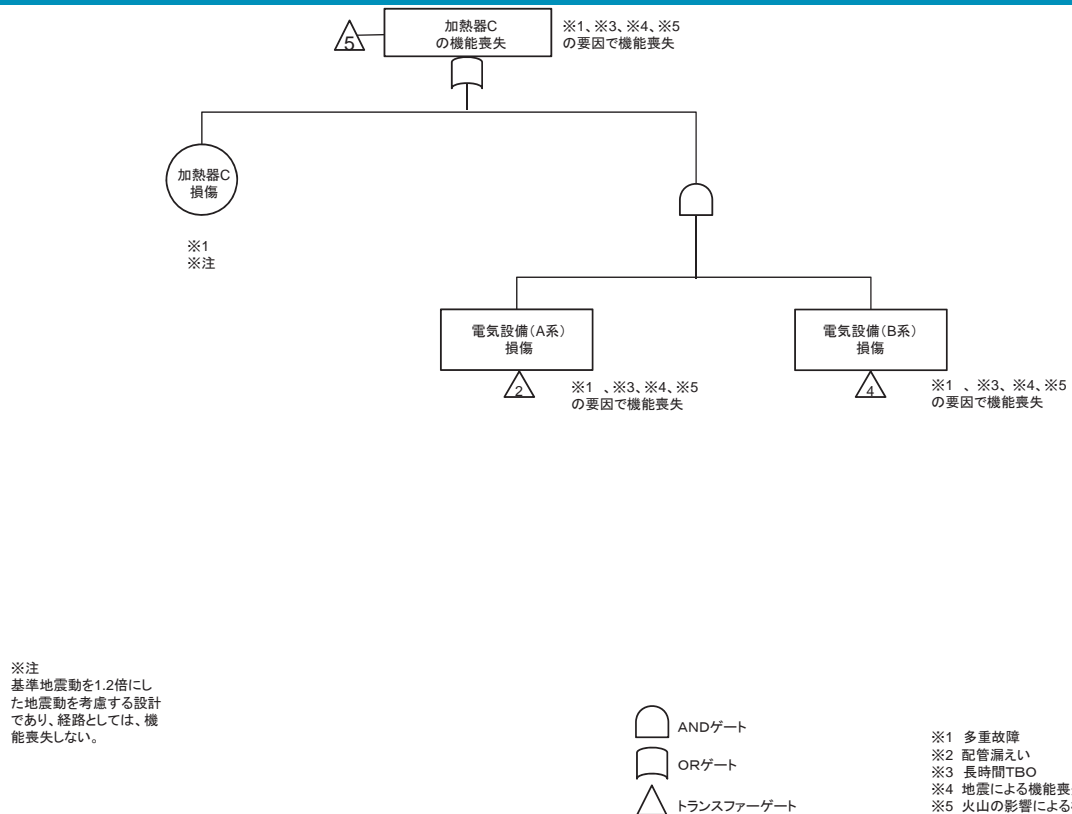 加熱器C
の機能喪失
※1、※3、※4、※5
の要因で機能喪失
5
加熱器C
損傷
※1
※注
電気設備（A系）
損傷
2
※1 、※3、※4、※5
の要因で機能喪失
電気設備（B系）
損傷
4
※1 、※3、※4、※5
の要因で機能喪失
※注
基準地震動を1.2倍にし
た地震動を考慮する設計
であり、経路としては、機
能喪失しない。
ANDゲート
ORゲート
トランスファーゲート
※1 多重故障
※2 配管漏えい
※3 長時間TBO
※4 地震による機能喪
※5 火山の影響による